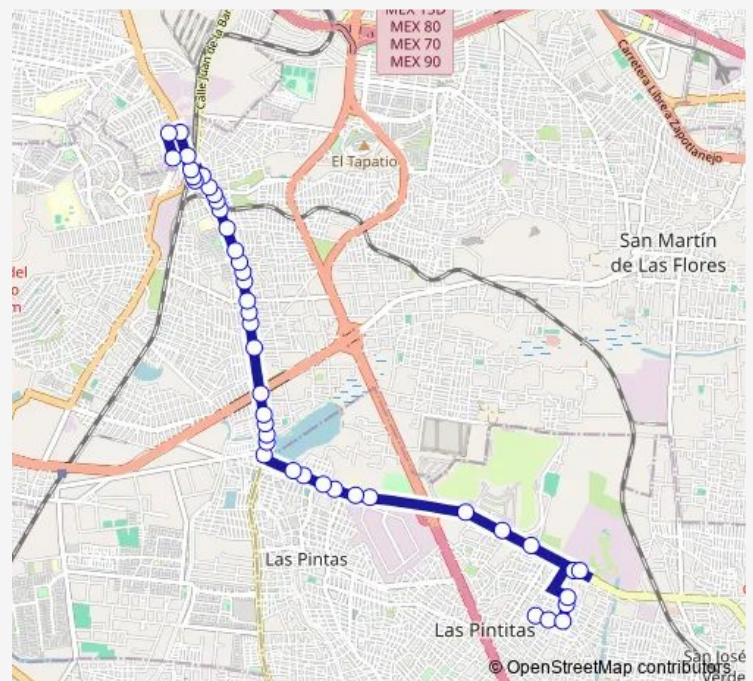 MEX 15D
MEX 80
MEX 70
MEX 90
Calle Juan de la Bar
Carretera Libre a Zapotlanejo
El Tapatío
San Martín
de Las Flores
del
o
m
Las Pintas
Las Pintitas
San José
Verde
© OpenStreetMap contributors